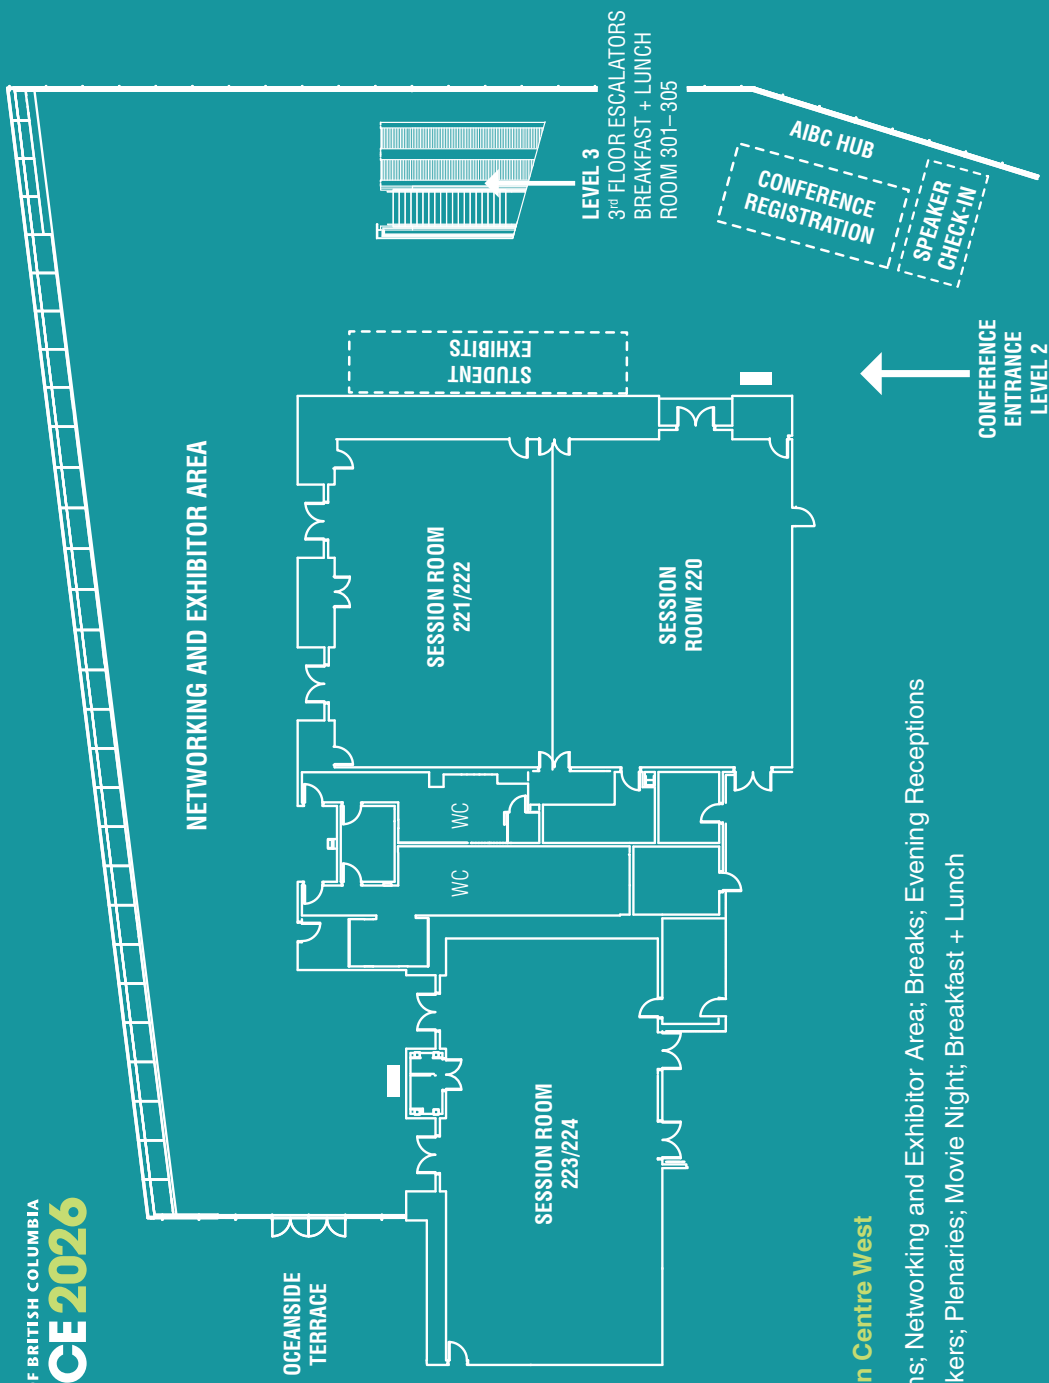 F BRITISH COLUMBIA
CE 2026
NETWORKING AND EXHIBITOR AREA
OCEANSIDE
TERRACE
LEVEL 3
3rd FLOOR ESCALATORS
BREAKFAST + LUNCH
ROOM 301–305
AIBC HUB
CONFERENCE
REGISTRATION
SPEAKER
CHECK-IN
STUDENT
EXHIBITS
SESSION ROOM
221/222
SESSION
ROOM 220
WC
WC
SESSION ROOM
223/224
CONFERENCE
ENTRANCE
LEVEL 2
n Centre West
ns; Networking and Exhibitor Area; Breaks; Evening Receptions
kers; Plenaries; Movie Night; Breakfast + Lunch